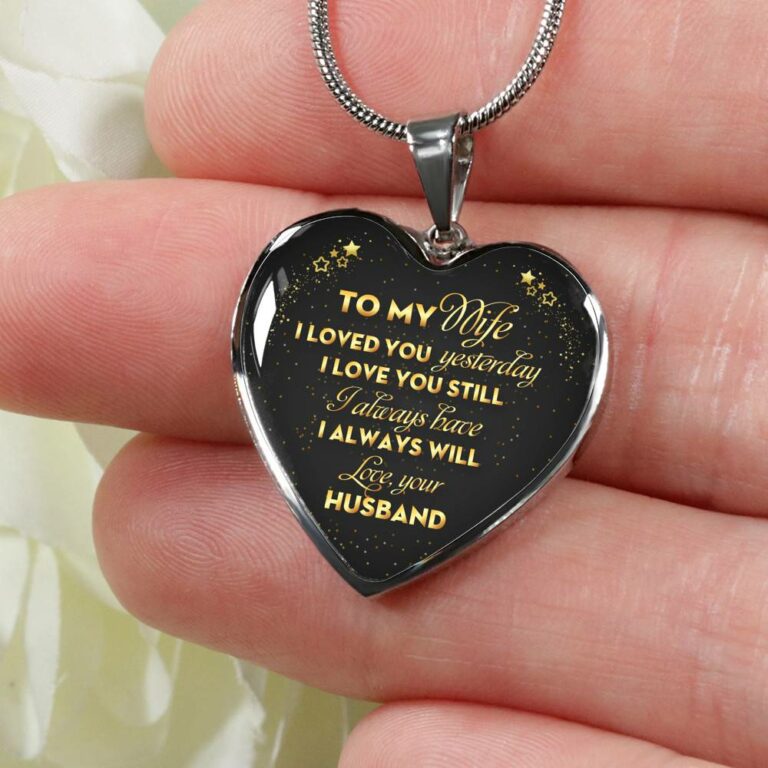 TO MY Wife
I LOVED YOU yesterday
I LOVE YOU STILL
I always have
I ALWAYS WILL
Love, your
HUSBAND